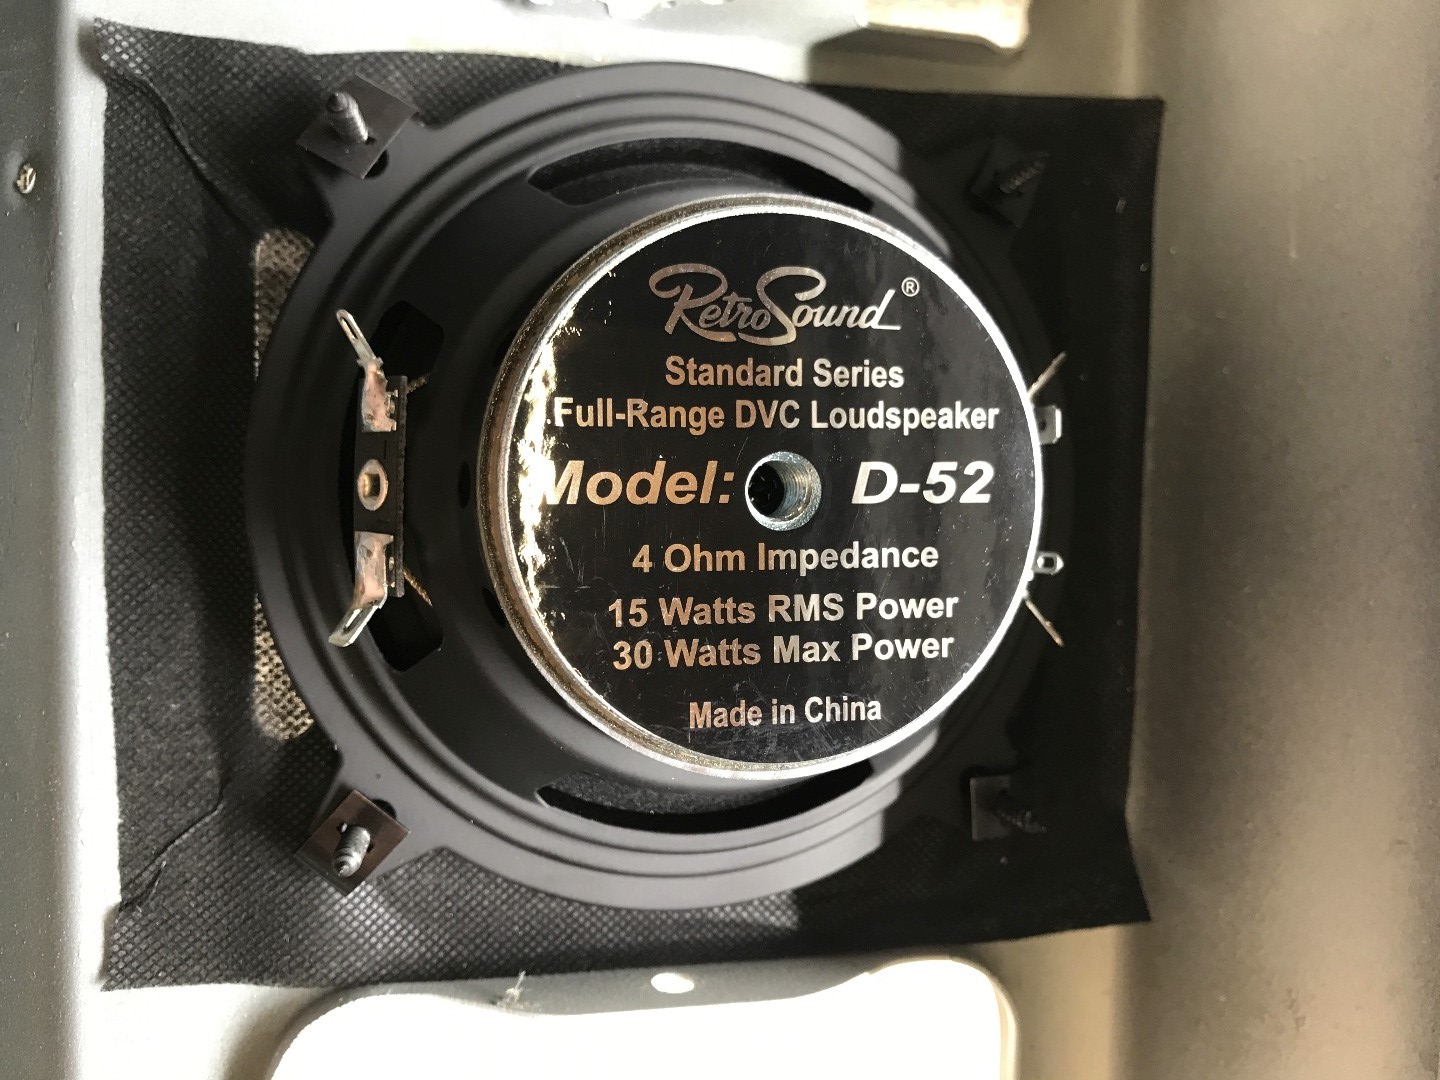 RetroSound®
Standard Series
Full-Range DVC Loudspeaker
Model: D-52
4 Ohm Impedance
15 Watts RMS Power
30 Watts Max Power
Made in China